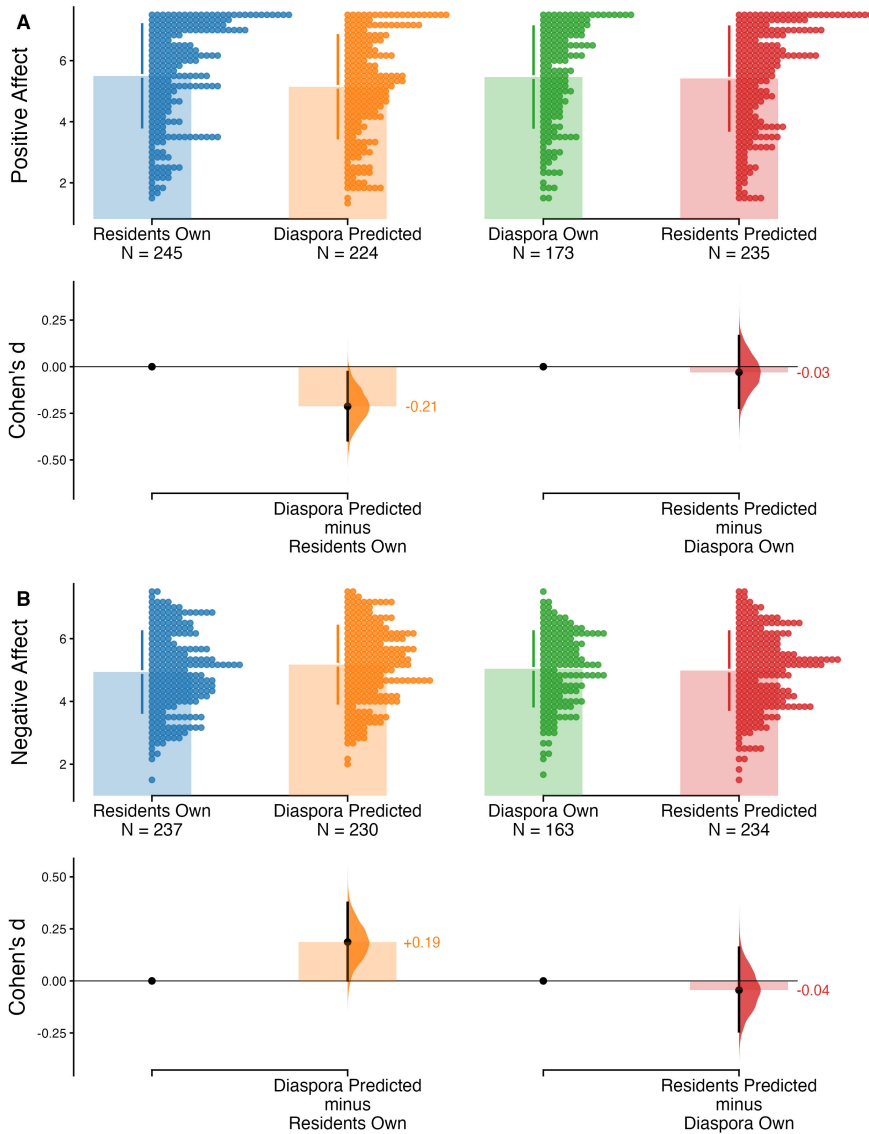 A
Positive Affect
6
4
2
Residents Own
N = 245
Diaspora Predicted
N = 224
Diaspora Own
N = 173
Residents Predicted
N = 235
Cohen's d
0.25
0.00
-0.25
-0.50
-0.21
-0.03
Diaspora Predicted
minus
Residents Own
Residents Predicted
minus
Diaspora Own
B
Negative Affect
6
4
2
Residents Own
N = 237
Diaspora Predicted
N = 230
Diaspora Own
N = 163
Residents Predicted
N = 234
Cohen's d
0.50
0.25
0.00
-0.25
+0.19
-0.04
Diaspora Predicted
minus
Residents Own
Residents Predicted
minus
Diaspora Own